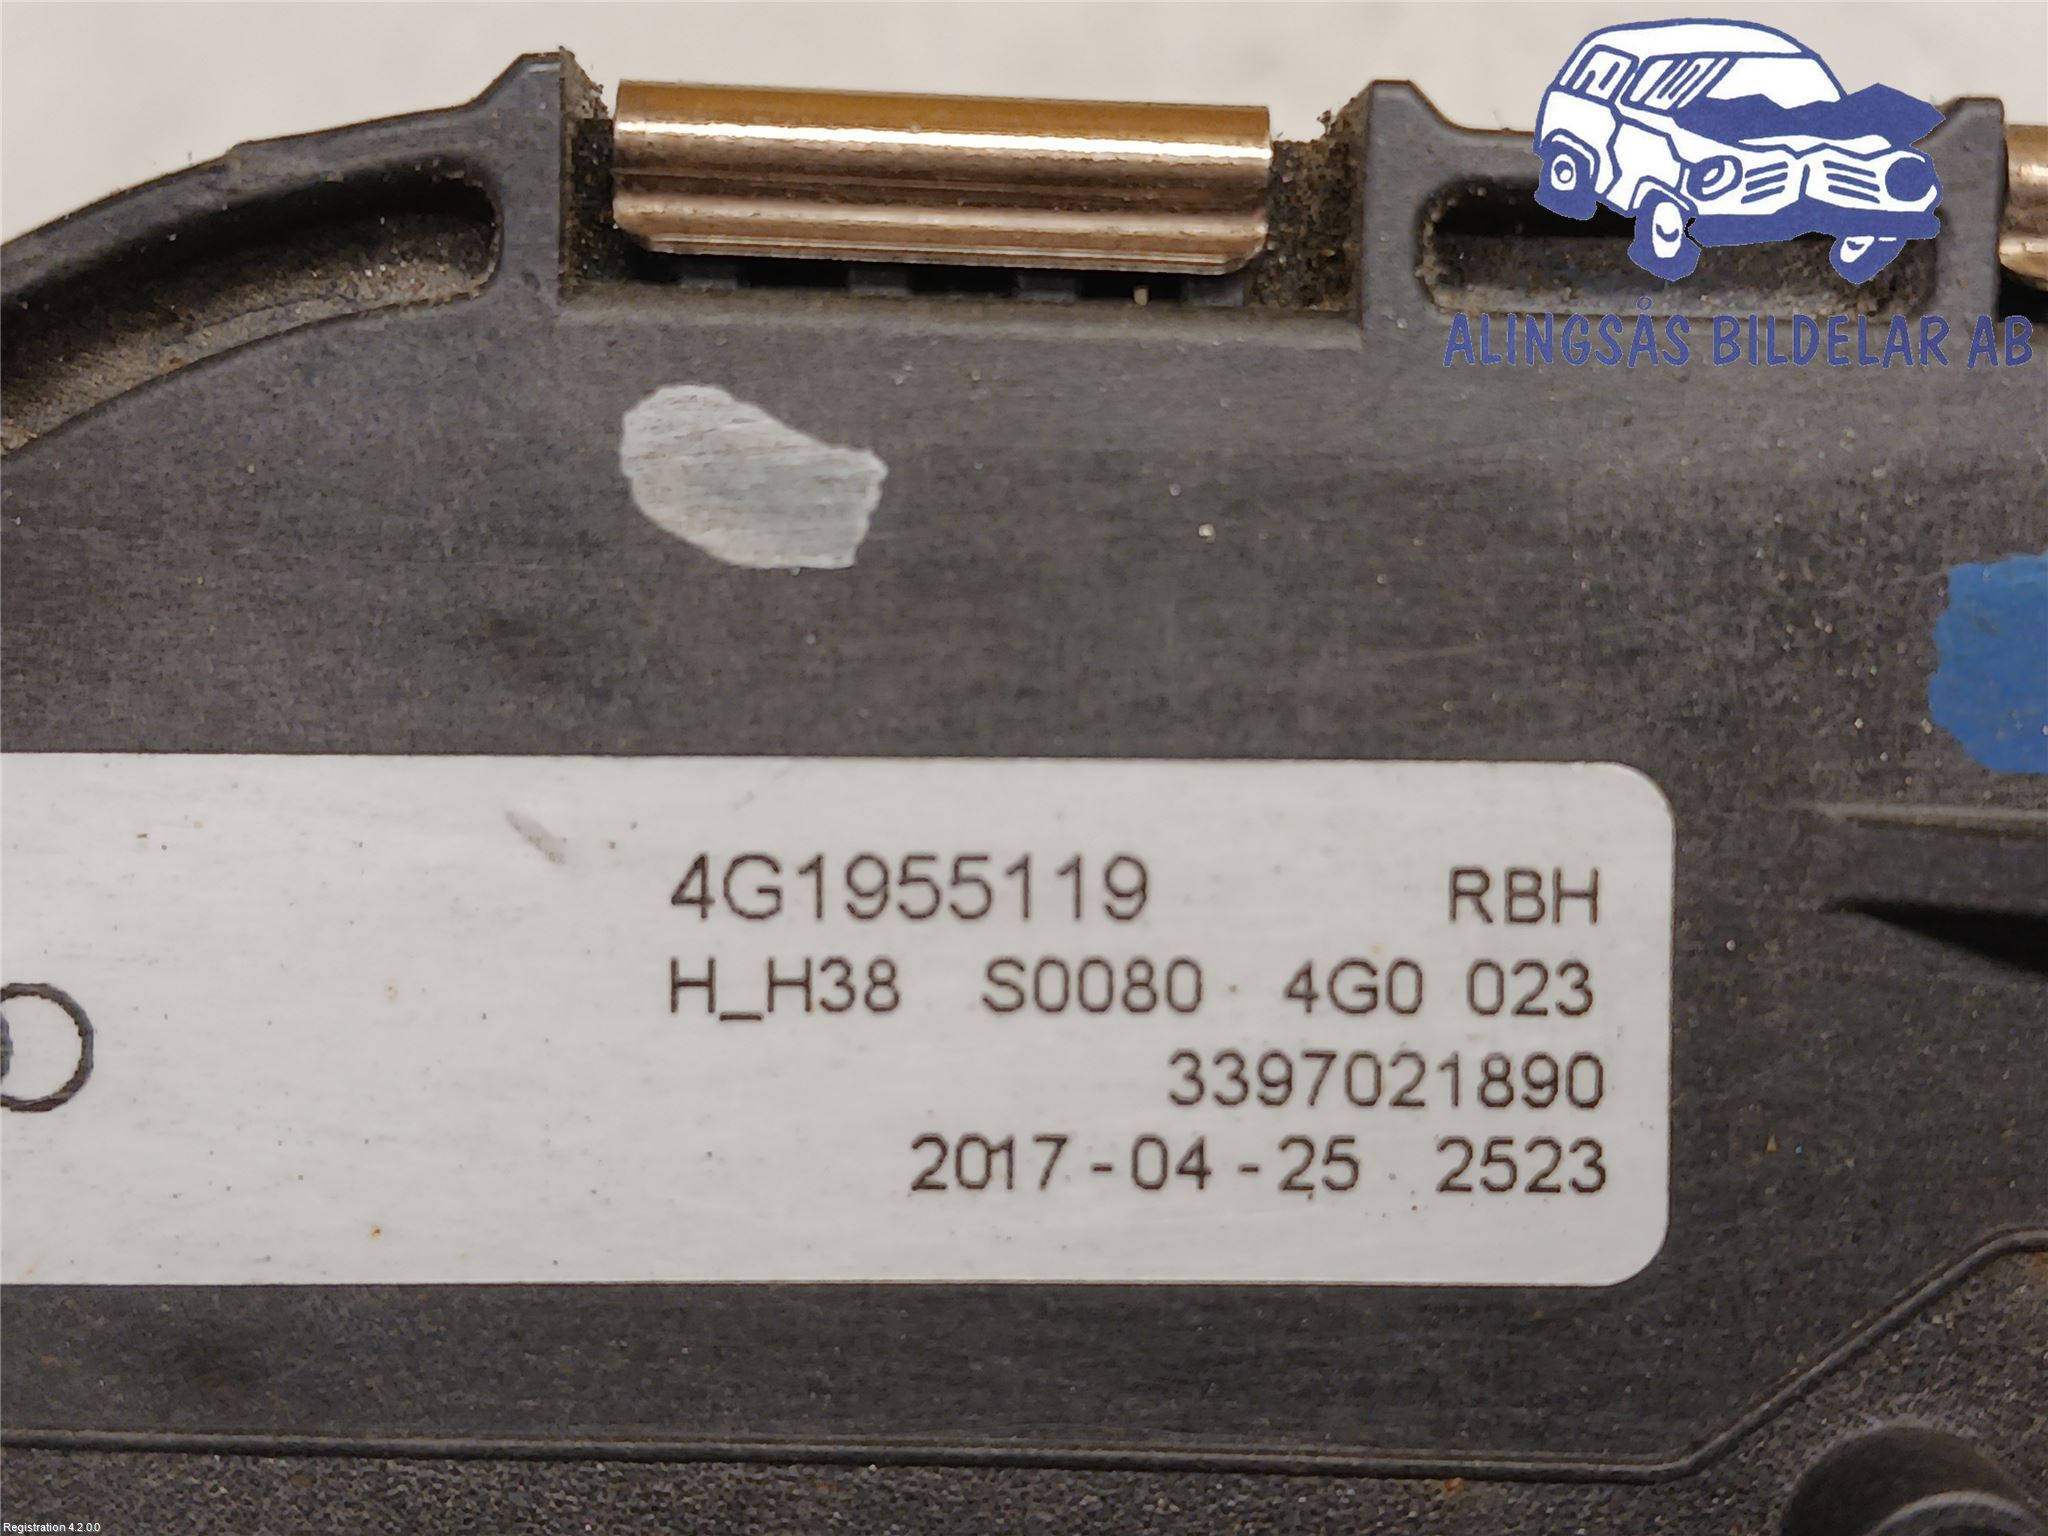 ALINGSÅS BILDELAR AB
4G1955119 RBH
H_H38 S0080 4G0 023
3397021890
2017-04-25 2523
Registration 4.2.0.0